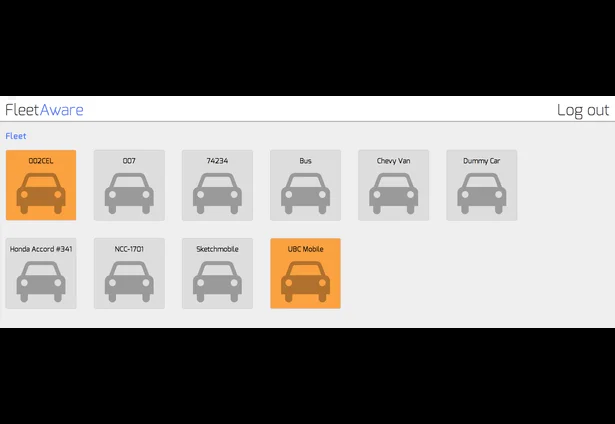 FleetAware
Log out
Fleet
002CEL
007
74234
Bus
Chevy Van
Dummy Car
Honda Accord #341
NCC-1701
Sketchmobile
UBC Mobile